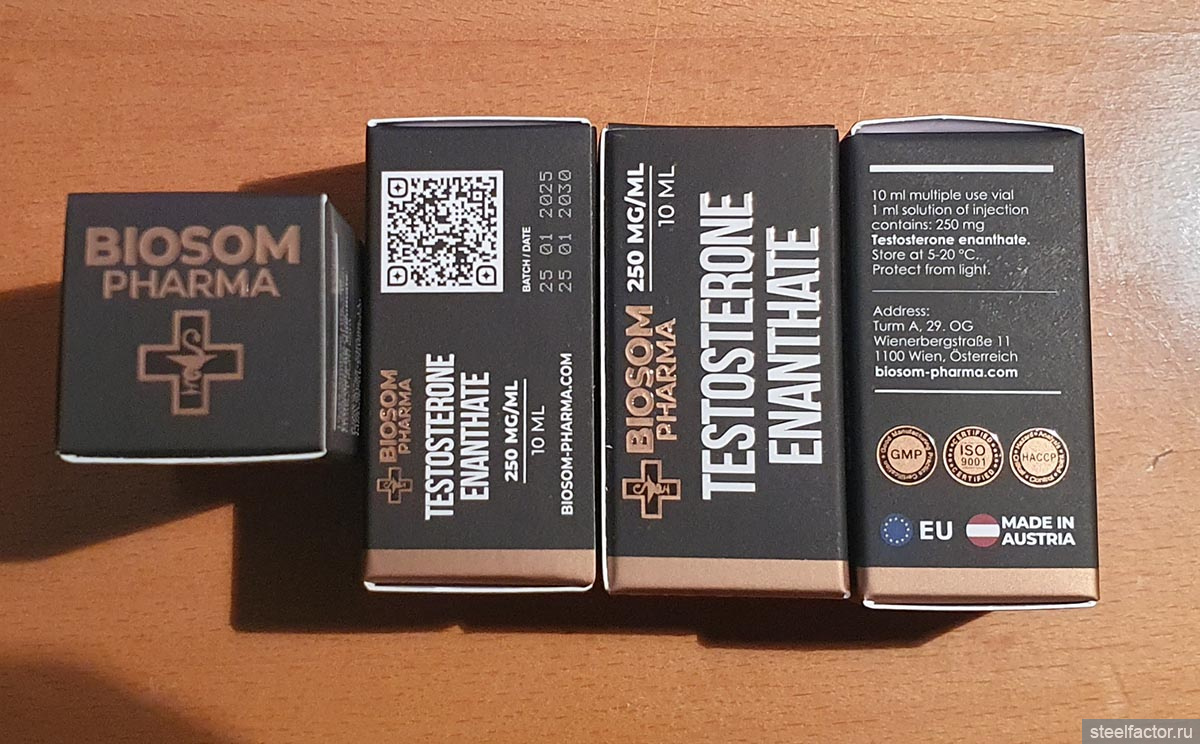 BIOSOM
PHARMA
BIOSOM
PHARMA
TESTOSTERONE
ENANTHATE
250 MG/ML
10 ML
BIOSOM-PHARMA.COM
BATCH / DATE
25 01 2025
25 01 2030
BIOSOM
PHARMA
250 MG/ML
10 ML
TESTOSTERONE
ENANTHATE
10 ml multiple use vial
1 ml solution of injection
contains: 250 mg
Testosterone enanthate.
Store at 5-20 °C.
Protect from light.
Address:
Turm A, 29. OG
Wienerbergstraße 11
1100 Wien, Österreich
biosom-pharma.com
GMP
CERTIFIED
ISO
9001
CERTIFIED
HACCP
Control
EU
MADE IN
AUSTRIA
steelfactor.ru